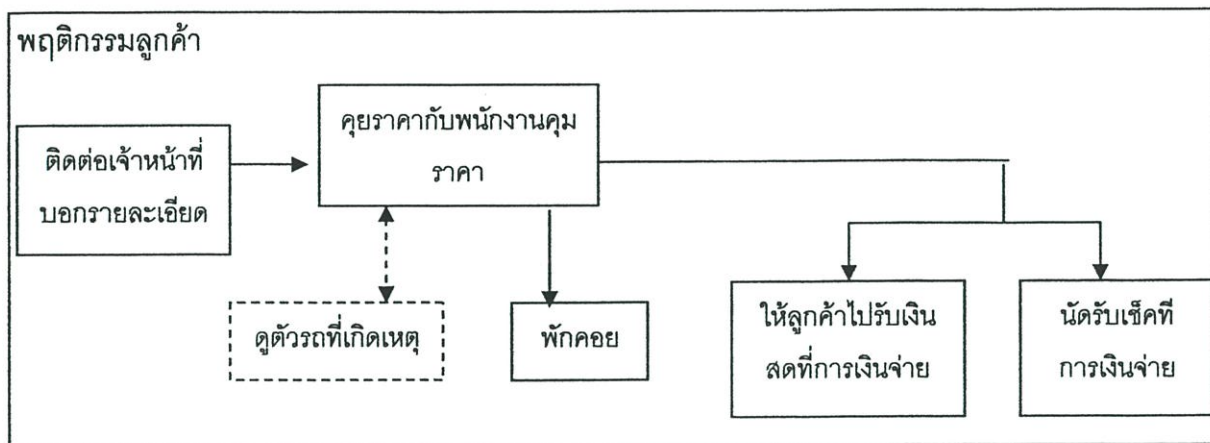 พฤติกรรมลูกค้า
ติดต่อเจ้าหน้าที่
บอกรายละเอียด
คุยราคากับพนักงานคุม
ราคา
ดูตัวรถที่เกิดเหตุ
พักคอย
ให้ลูกค้าไปรับเงิน
สดที่การเงินจ่าย
นัดรับเช็คที่
การเงินจ่าย